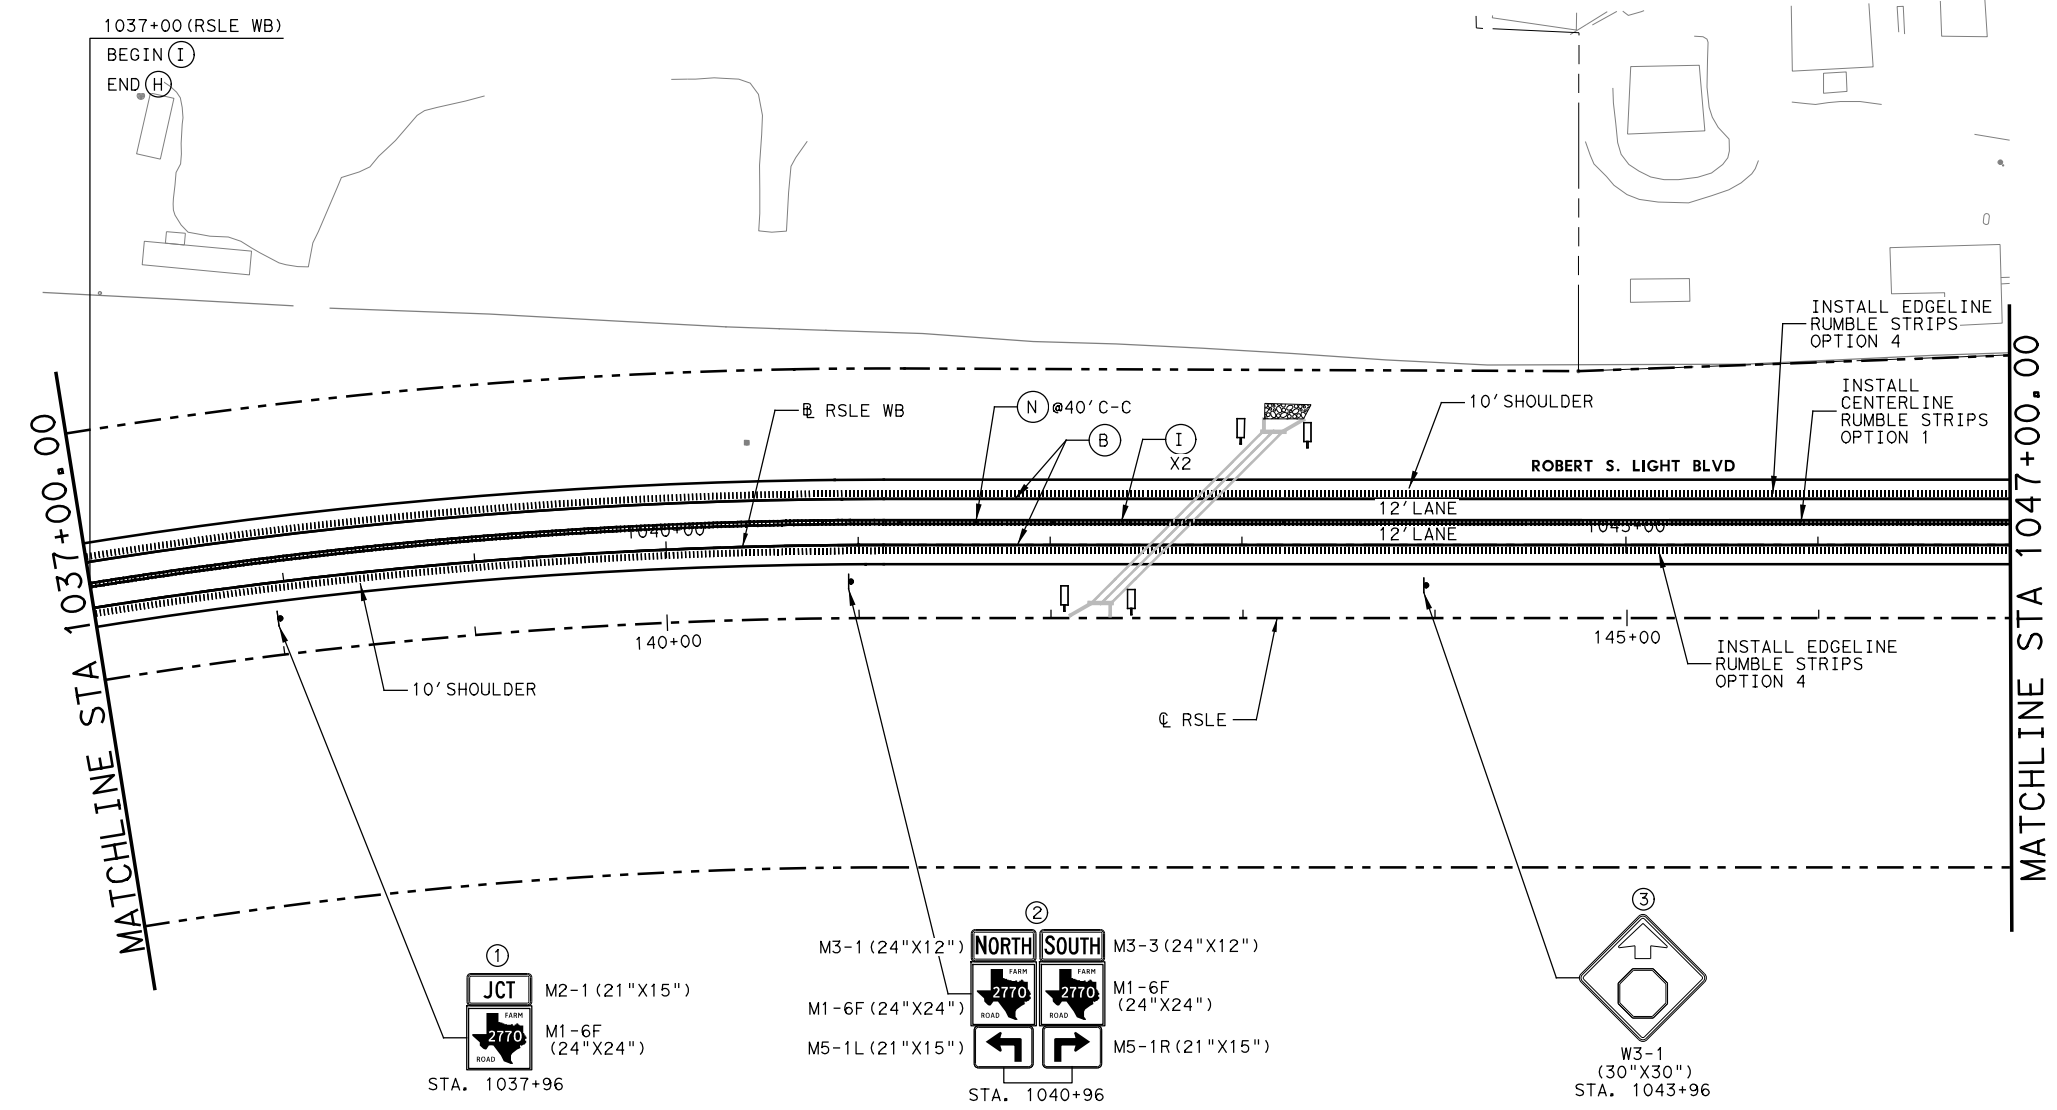 1037+00 (RSLE WB)
BEGIN I
END H
INSTALL EDGELINE
RUMBLE STRIPS
OPTION 4
INSTALL
CENTERLINE
RUMBLE STRIPS
OPTION 1
℄ RSLE WB
N @40'C-C
B
I
X2
10'SHOULDER
ROBERT S. LIGHT BLVD
12'LANE
12'LANE
1040+00
1045+00
140+00
145+00
10'SHOULDER
℄ RSLE
INSTALL EDGELINE
RUMBLE STRIPS
OPTION 4
MATCHLINE STA 1037+00.00
MATCHLINE STA 1047+00.00
1
JCT
M2-1 (21"X15")
FARM
2770
ROAD
M1-6F
(24"X24")
STA. 1037+96
2
M3-1 (24"X12")
NORTH
SOUTH
M3-3 (24"X12")
FARM
2770
ROAD
FARM
2770
ROAD
M1-6F (24"X24")
M1-6F
(24"X24")
M5-1L (21"X15")
M5-1R (21"X15")
STA. 1040+96
3
W3-1
(30"X30")
STA. 1043+96